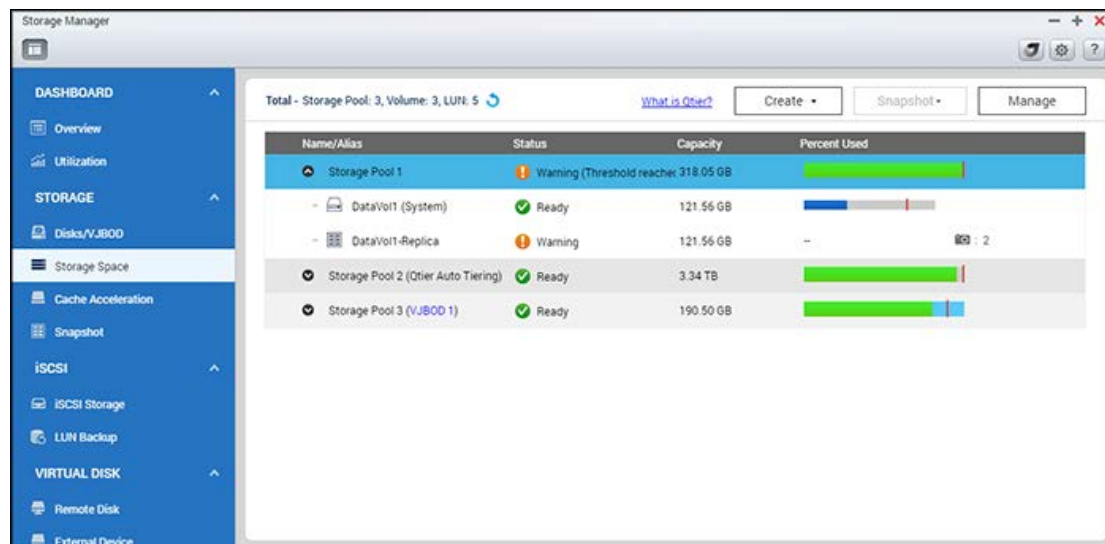 Storage Manager
DASHBOARD
Overview
Utilization
STORAGE
Disks/VJBOD
Storage Space
Cache Acceleration
Snapshot
iSCSI
iSCSI Storage
LUN Backup
VIRTUAL DISK
Remote Disk
External Device
Total - Storage Pool: 3, Volume: 3, LUN: 5 What is Qtier? Create Snapshot Manage
Name/Alias Status Capacity Percent Used
Storage Pool 1 Warning (Threshold reache 318.05 GB
DataVol1 (System) Ready 121.56 GB
DataVol1-Replica Warning 121.56 GB -- : 2
Storage Pool 2 (Qtier Auto Tiering) Ready 3.34 TB
Storage Pool 3 (VJBOD 1) Ready 190.50 GB